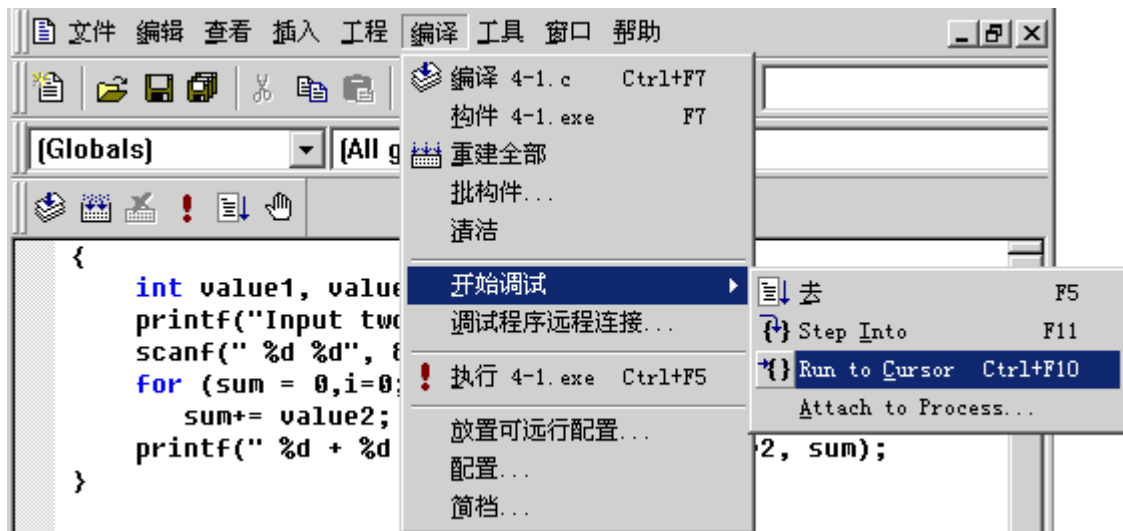 文件 编辑 查看 插入 工程 编译 工具 窗口 帮助
(Globals) (All g
编译 4-1.c Ctrl+F7
构件 4-1.exe F7
重建全部
批构件...
清洁
开始调试
调试程序远程连接...
执行 4-1.exe Ctrl+F5
放置可远行配置...
配置...
简档...
去 F5
Step Into F11
Run to Cursor Ctrl+F10
Attach to Process...
{
int value1, value
printf("Input two
scanf(" %d %d", &
for (sum = 0,i=0;
sum+= value2;
printf(" %d + %d 2, sum);
}